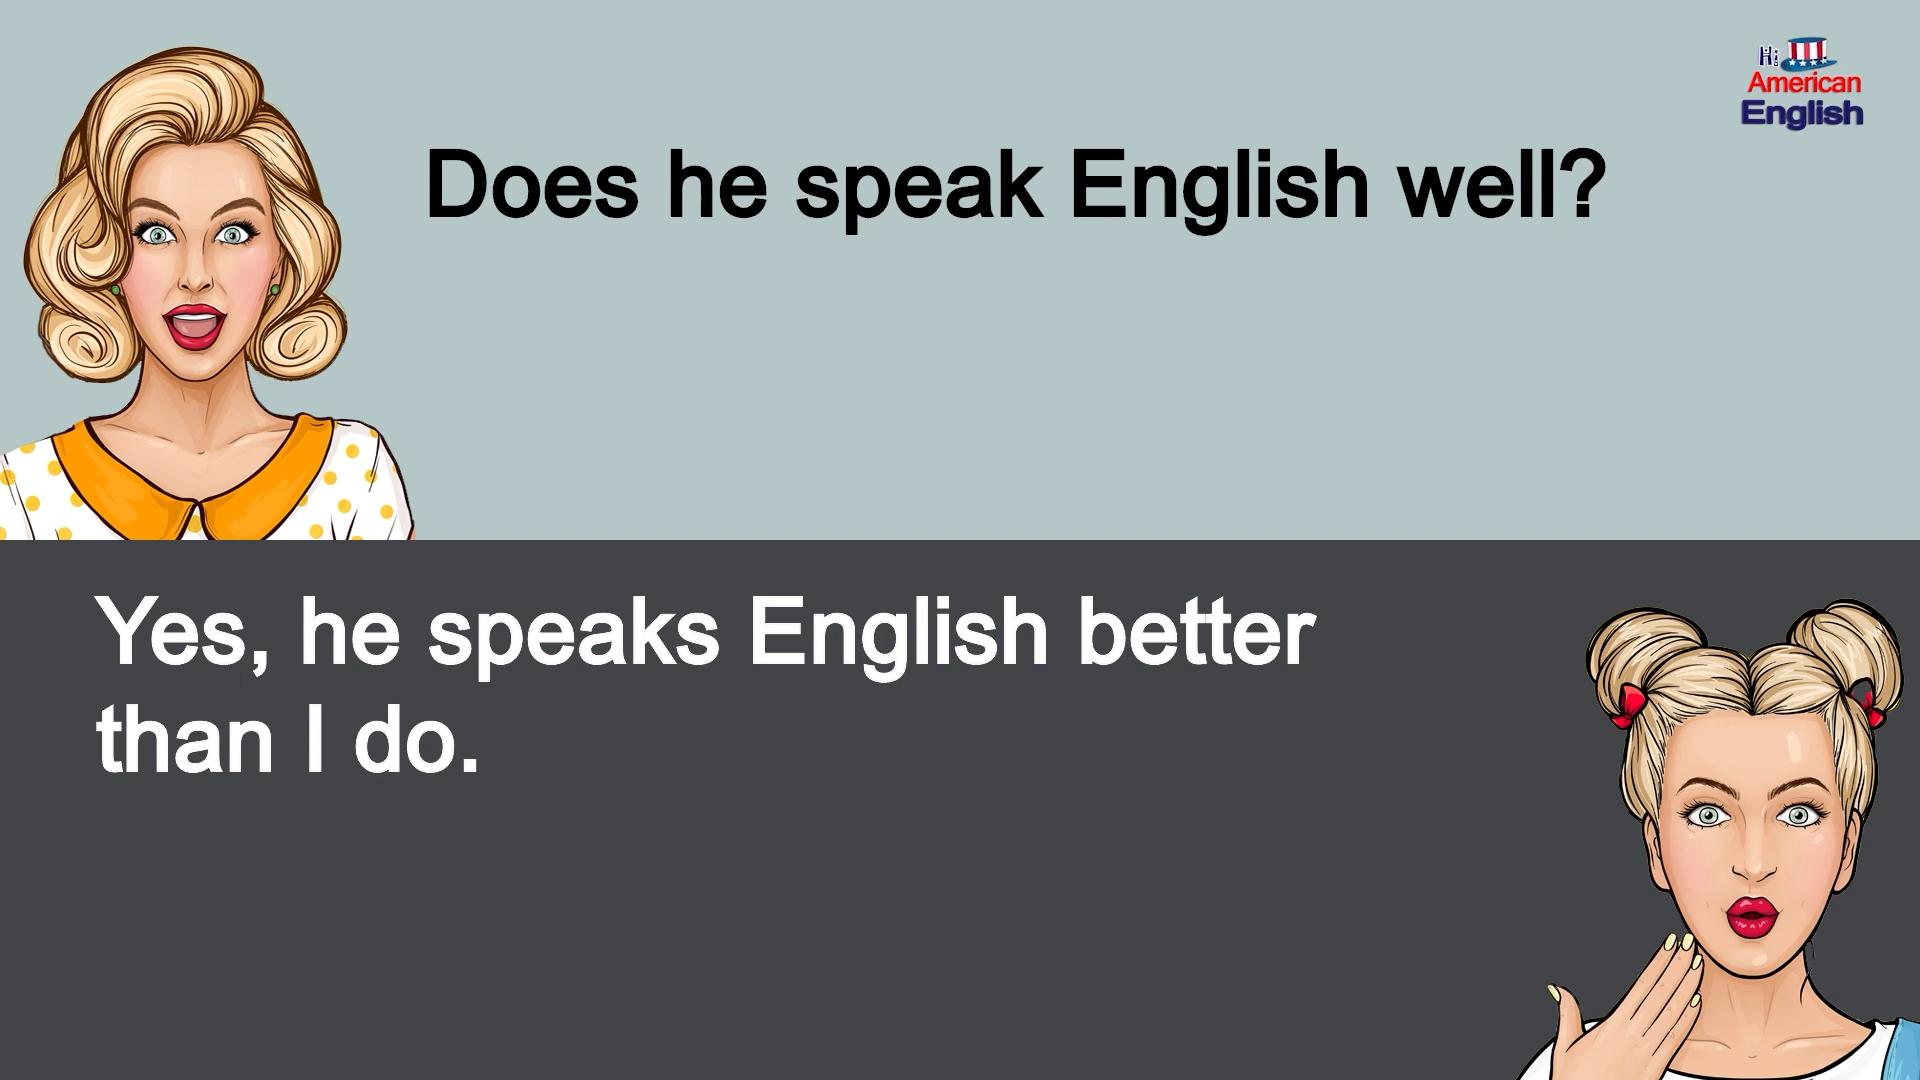 Hi
American
English
Does he speak English well?
Yes, he speaks English better
than I do.